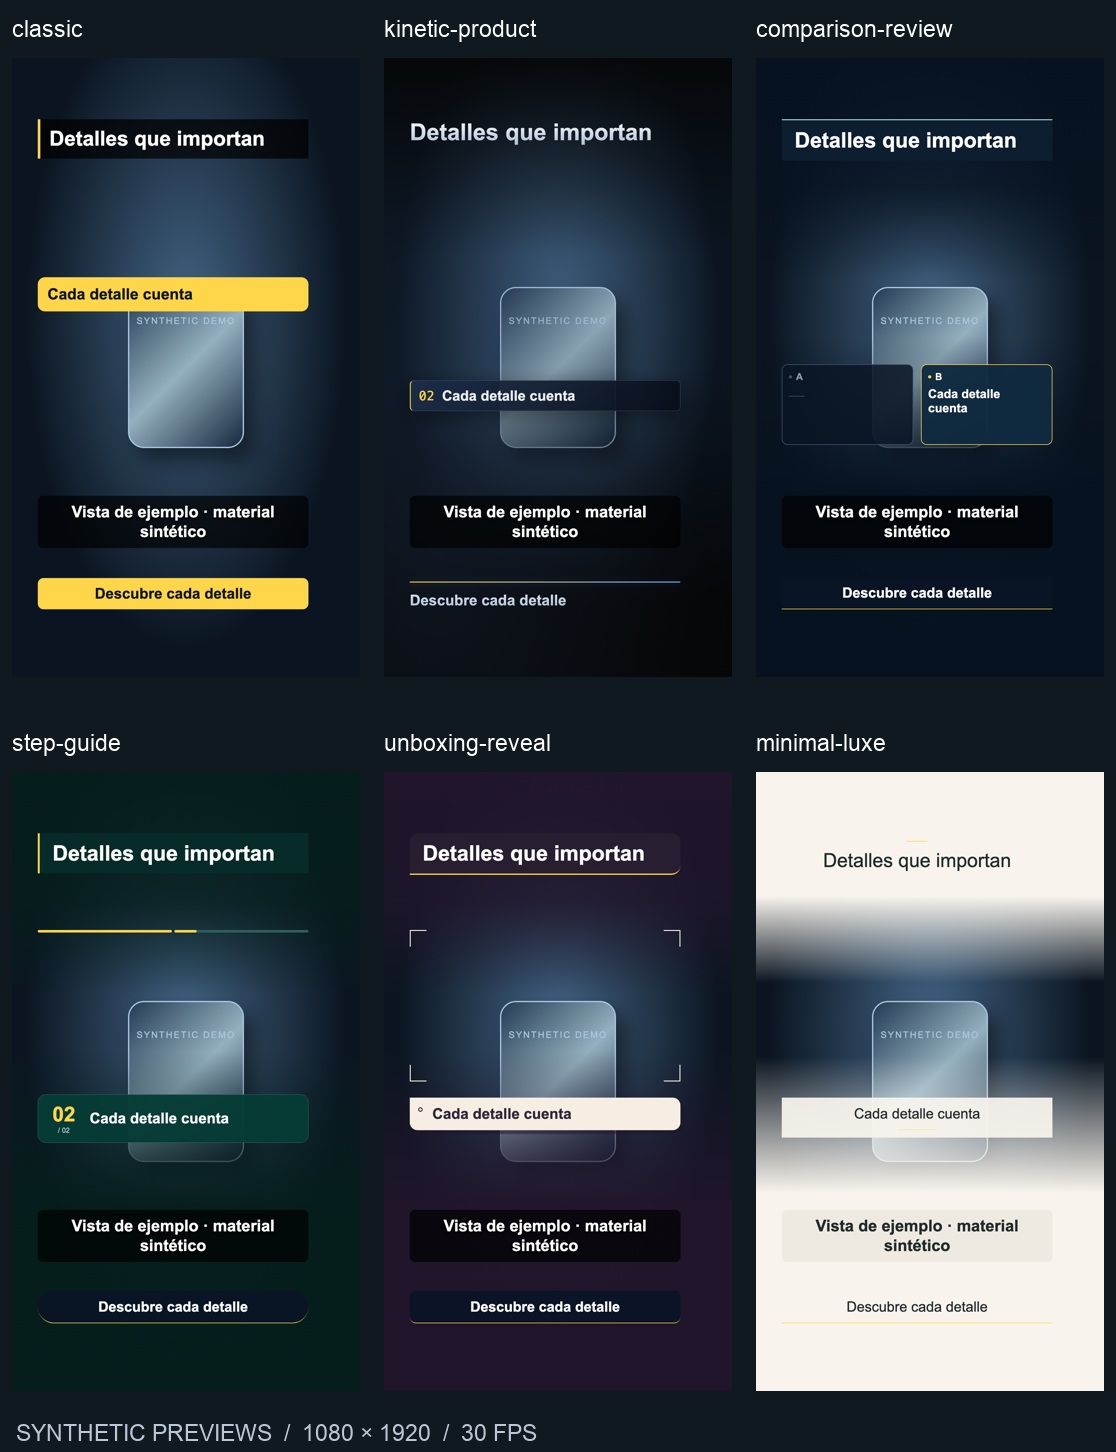 classic
Detalles que importan
Cada detalle cuenta
SYNTHETIC DEMO
Vista de ejemplo · material
sintético
Descubre cada detalle
kinetic-product
Detalles que importan
SYNTHETIC DEMO
02 Cada detalle cuenta
Vista de ejemplo · material
sintético
Descubre cada detalle
comparison-review
Detalles que importan
SYNTHETIC DEMO
A
B
Cada detalle
cuenta
Vista de ejemplo · material
sintético
Descubre cada detalle
step-guide
Detalles que importan
SYNTHETIC DEMO
02 Cada detalle cuenta
/ 02
Vista de ejemplo · material
sintético
Descubre cada detalle
unboxing-reveal
Detalles que importan
SYNTHETIC DEMO
Cada detalle cuenta
Vista de ejemplo · material
sintético
Descubre cada detalle
minimal-luxe
Detalles que importan
SYNTHETIC DEMO
Cada detalle cuenta
Vista de ejemplo · material
sintético
Descubre cada detalle
SYNTHETIC PREVIEWS / 1080 × 1920 / 30 FPS